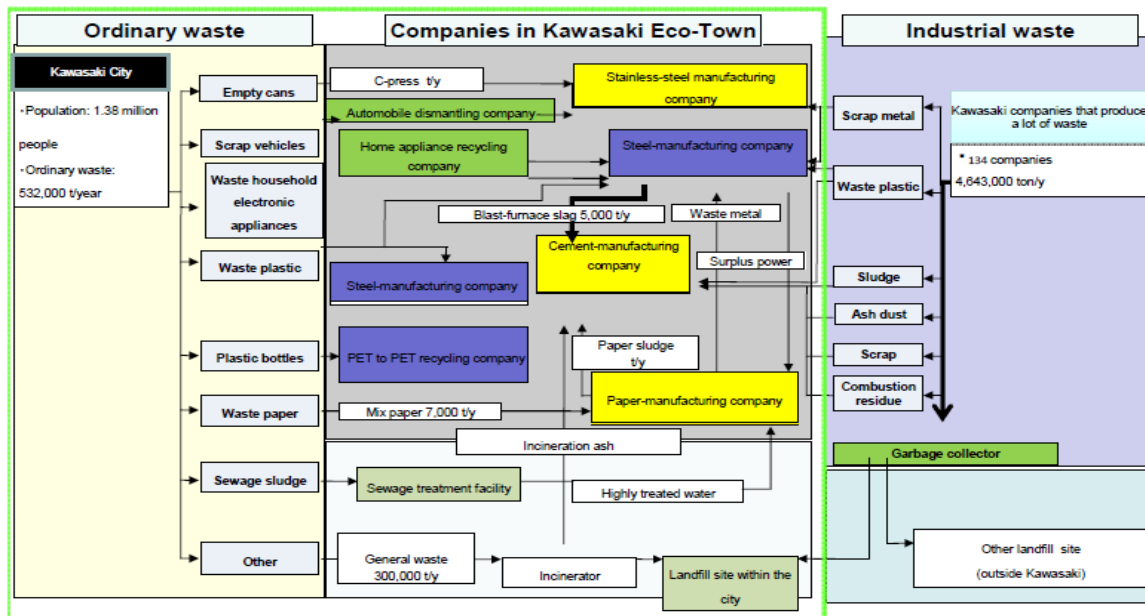 Ordinary waste
Companies in Kawasaki Eco-Town
Industrial waste
Kawasaki City
・Population: 1.38 million
people
・Ordinary waste:
532,000 t/year
Empty cans
Scrap vehicles
Waste household
electronic
appliances
Waste plastic
Plastic bottles
Waste paper
Sewage sludge
Other
C-press t/y
Stainless-steel manufacturing
company
Automobile dismantling company
Home appliance recycling
company
Steel-manufacturing company
Blast-furnace slag 5,000 t/y
Waste metal
Cement-manufacturing
company
Surplus power
Steel-manufacturing company
PET to PET recycling company
Paper sludge
t/y
Mix paper 7,000 t/y
Paper-manufacturing company
Incineration ash
Sewage treatment facility
Highly treated water
General waste
300,000 t/y
Incinerator
Landfill site within the
city
Scrap metal
Waste plastic
Sludge
Ash dust
Scrap
Combustion
residue
Kawasaki companies that produce
a lot of waste
* 134 companies
4,643,000 ton/y
Garbage collector
Other landfill site
(outside Kawasaki)